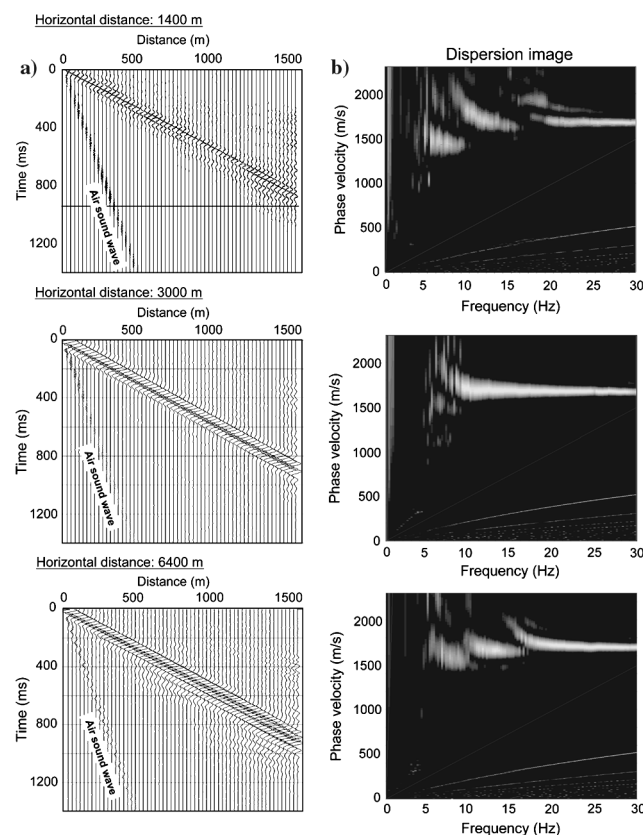 Horizontal distance: 1400 m
Distance (m)
a)
0 500 1000 1500
0
400
800
1200
Time (ms)
Air sound wave
b)
Dispersion image
2000
1500
1000
500
0
Phase velocity (m/s)
0 5 10 15 20 25 30
Frequency (Hz)
Horizontal distance: 3000 m
Distance (m)
0 500 1000 1500
0
400
800
1200
Time (ms)
Air sound wave
2000
1500
1000
500
0
Phase velocity (m/s)
0 5 10 15 20 25 30
Frequency (Hz)
Horizontal distance: 6400 m
Distance (m)
0 500 1000 1500
0
400
800
1200
Time (ms)
Air sound wave
2000
1500
1000
500
0
Phase velocity (m/s)
0 5 10 15 20 25 30
Frequency (Hz)